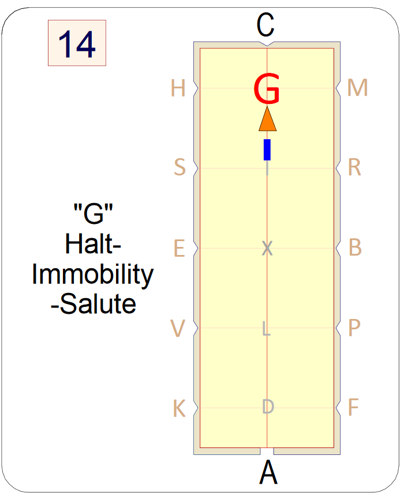 14
C
H G M
S I R
"G"
Halt-
Immobility
-Salute
E X B
V L P
K D F
A